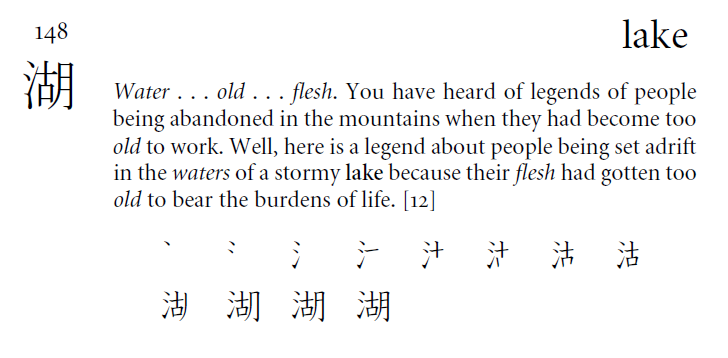 148
lake
湖
Water . . . old . . . flesh. You have heard of legends of people
being abandoned in the mountains when they had become too
old to work. Well, here is a legend about people being set adrift
in the waters of a stormy lake because their flesh had gotten too
old to bear the burdens of life. [12]
丶 冫 氵 汁 汁 沽 沽
湖 湖 湖 湖